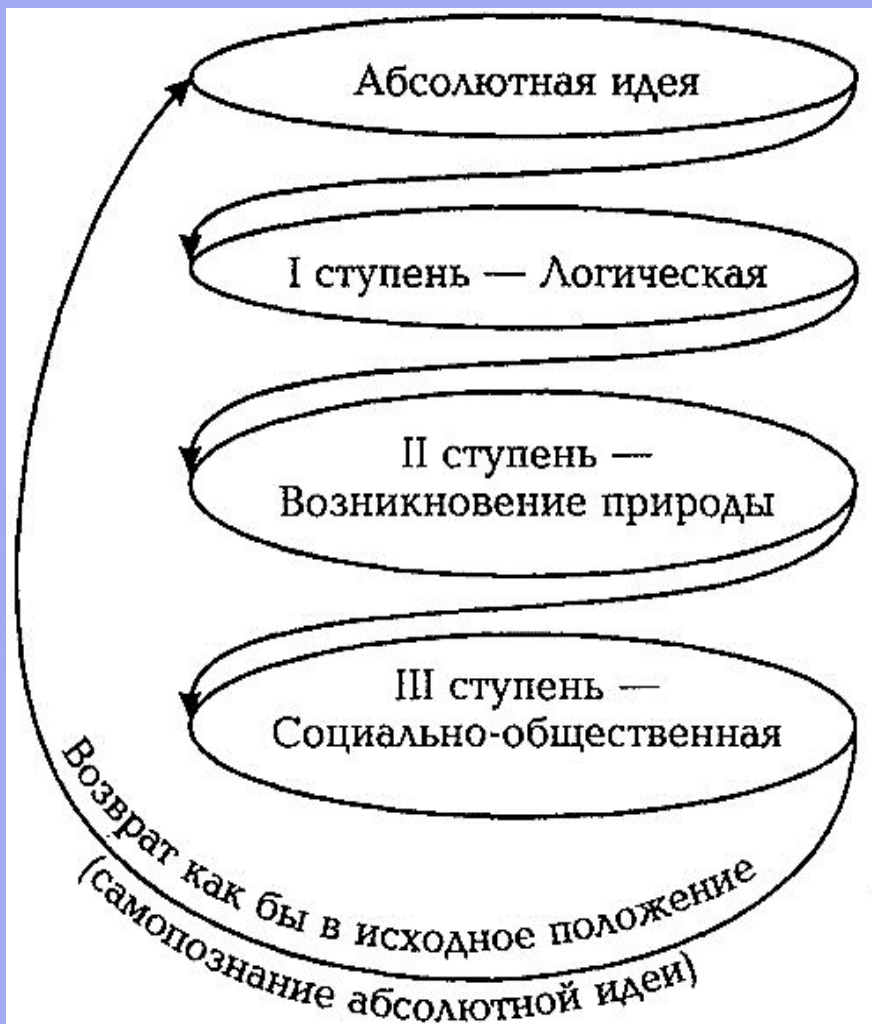 Абсолютная идея
I ступень — Логическая
II ступень —
Возникновение природы
III ступень —
Социально-общественная
Возврат как бы в исходное положение
(самопознание абсолютной идеи)